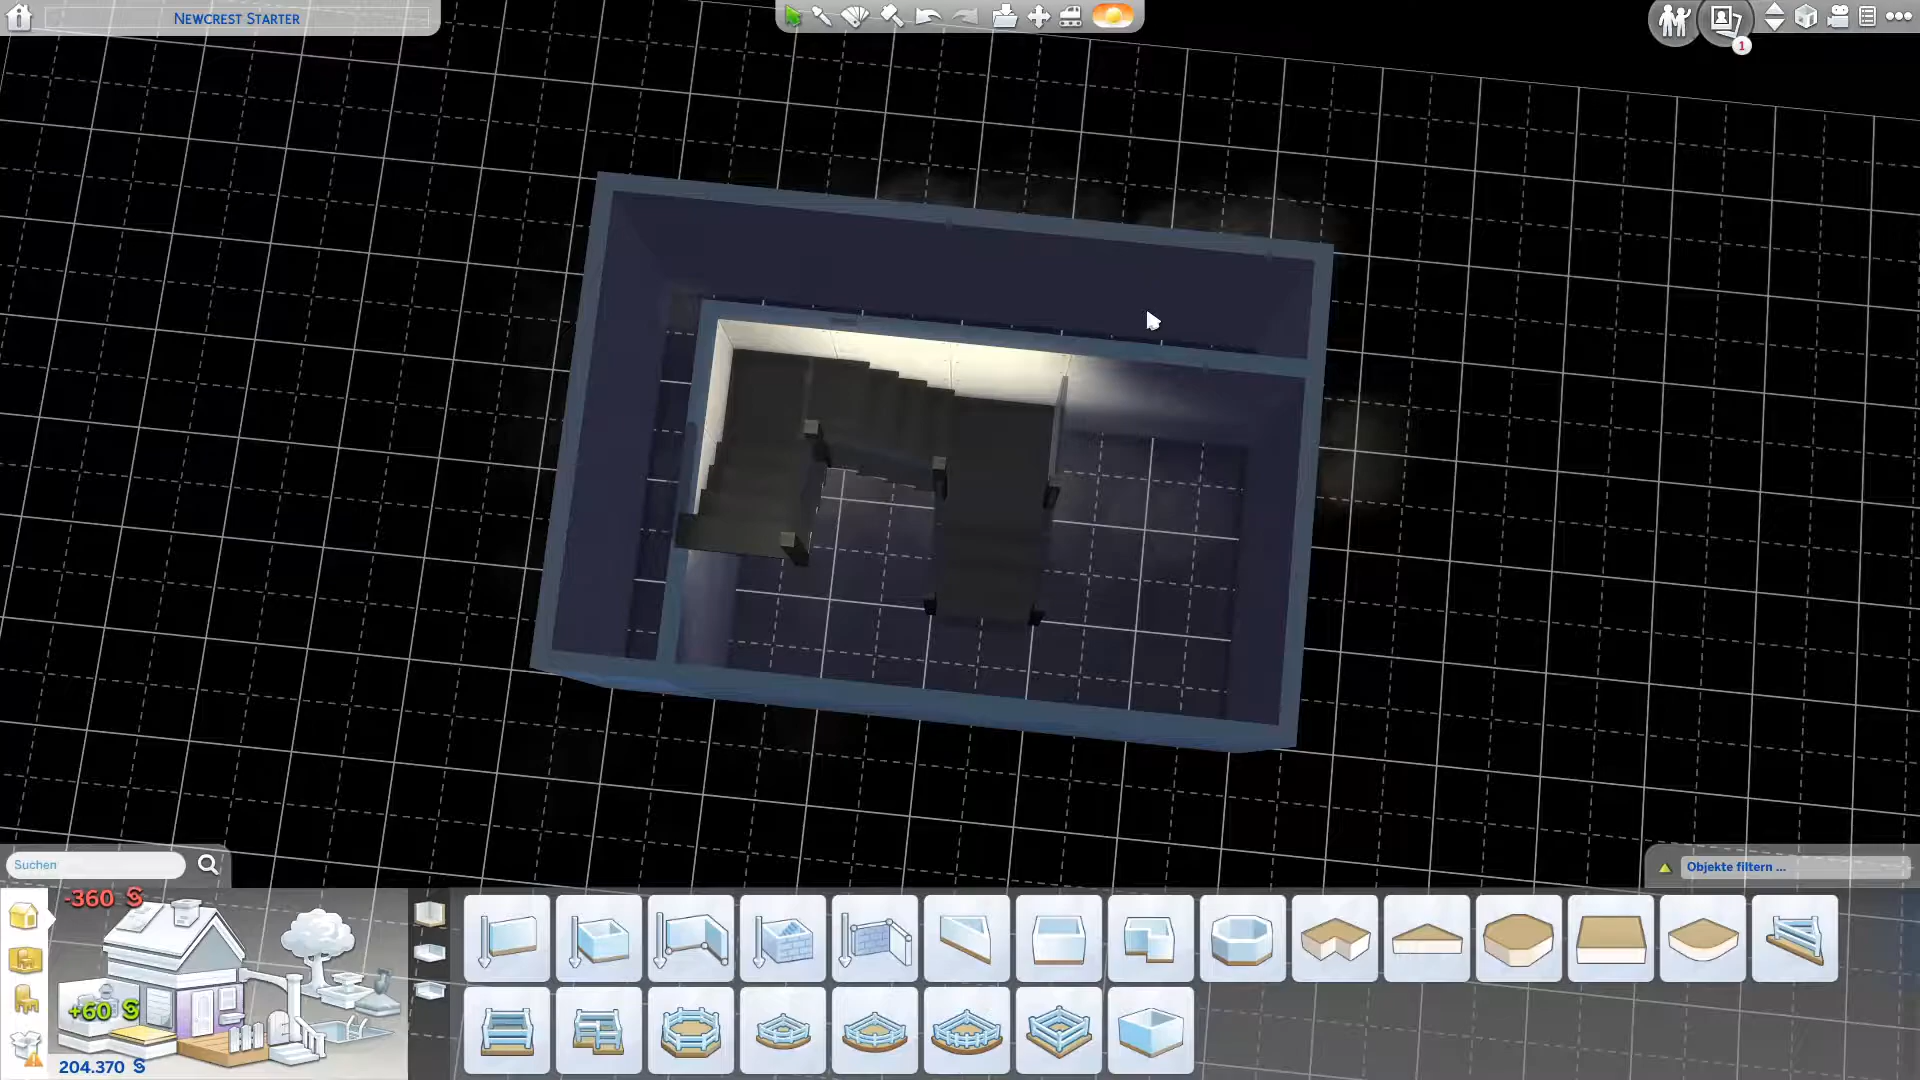 NEWCREST STARTER
1
Suchen
Objekte filtern ...
-360 §
+60 §
204.370 §